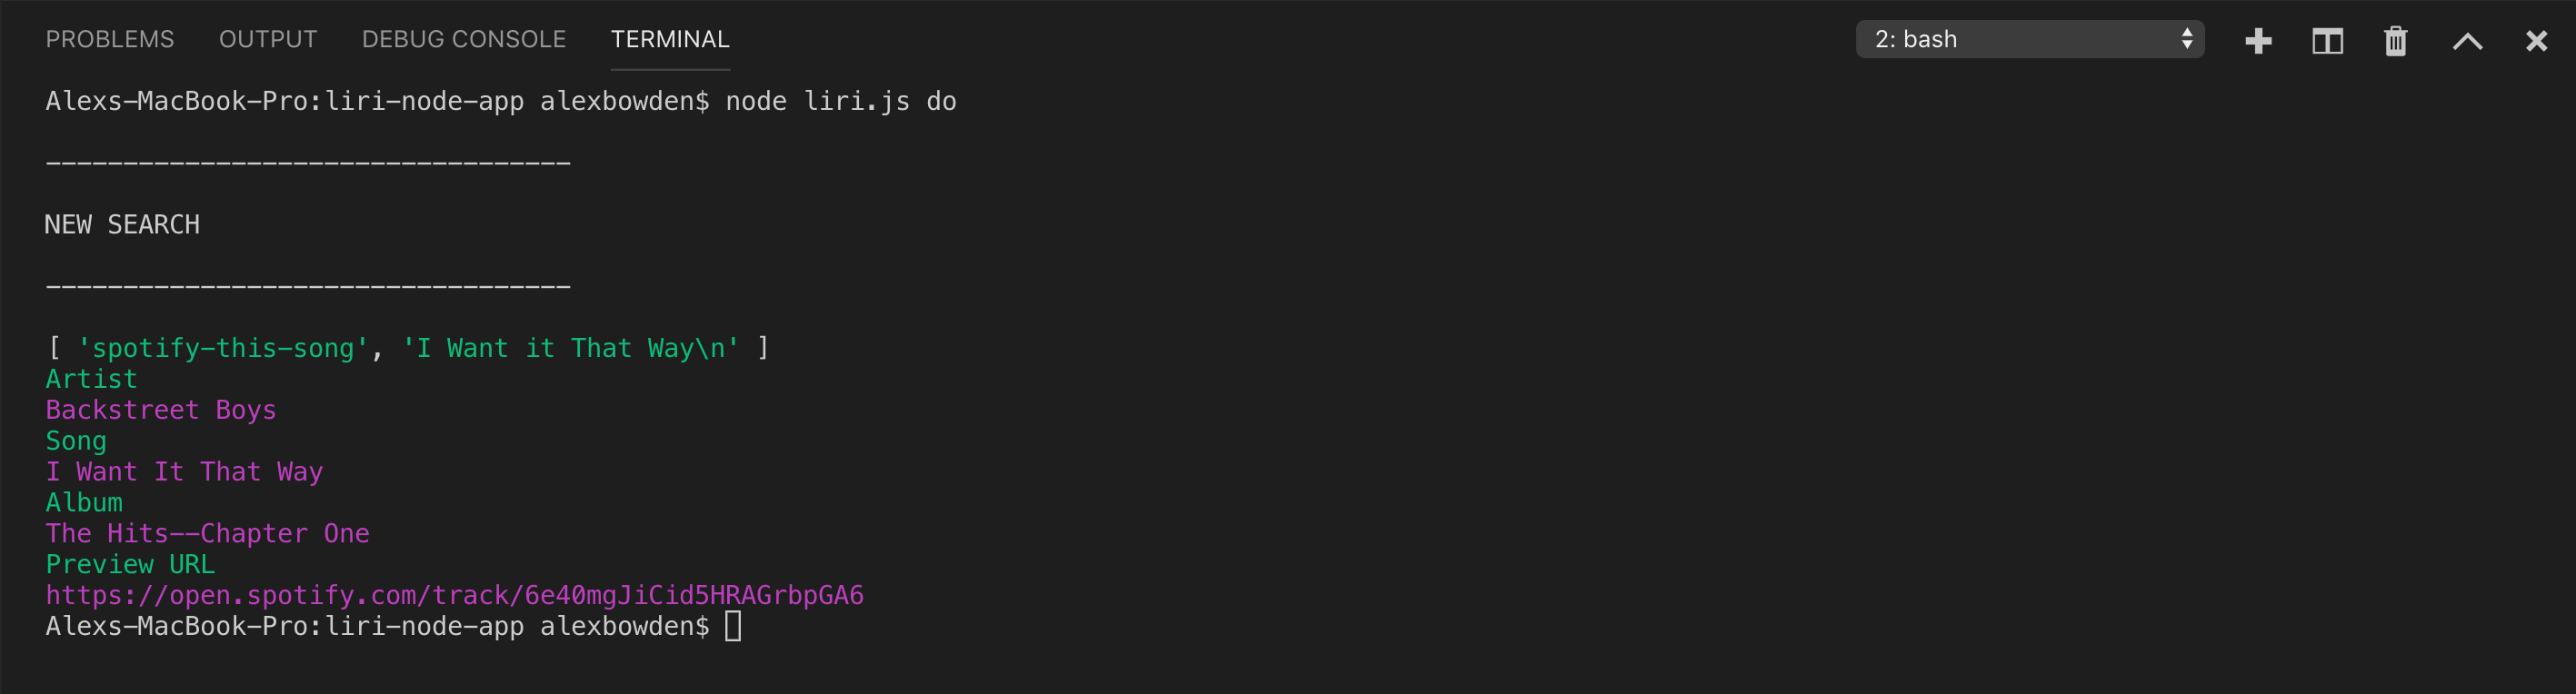 PROBLEMS OUTPUT DEBUG CONSOLE TERMINAL 2: bash
Alexs-MacBook-Pro:liri-node-app alexbowden$ node liri.js do
----------------------------------
NEW SEARCH
----------------------------------
[ 'spotify-this-song', 'I Want it That Way\n' ]
Artist
Backstreet Boys
Song
I Want It That Way
Album
The Hits--Chapter One
Preview URL
https://open.spotify.com/track/6e40mgJiCid5HRAGrbpGA6
Alexs-MacBook-Pro:liri-node-app alexbowden$